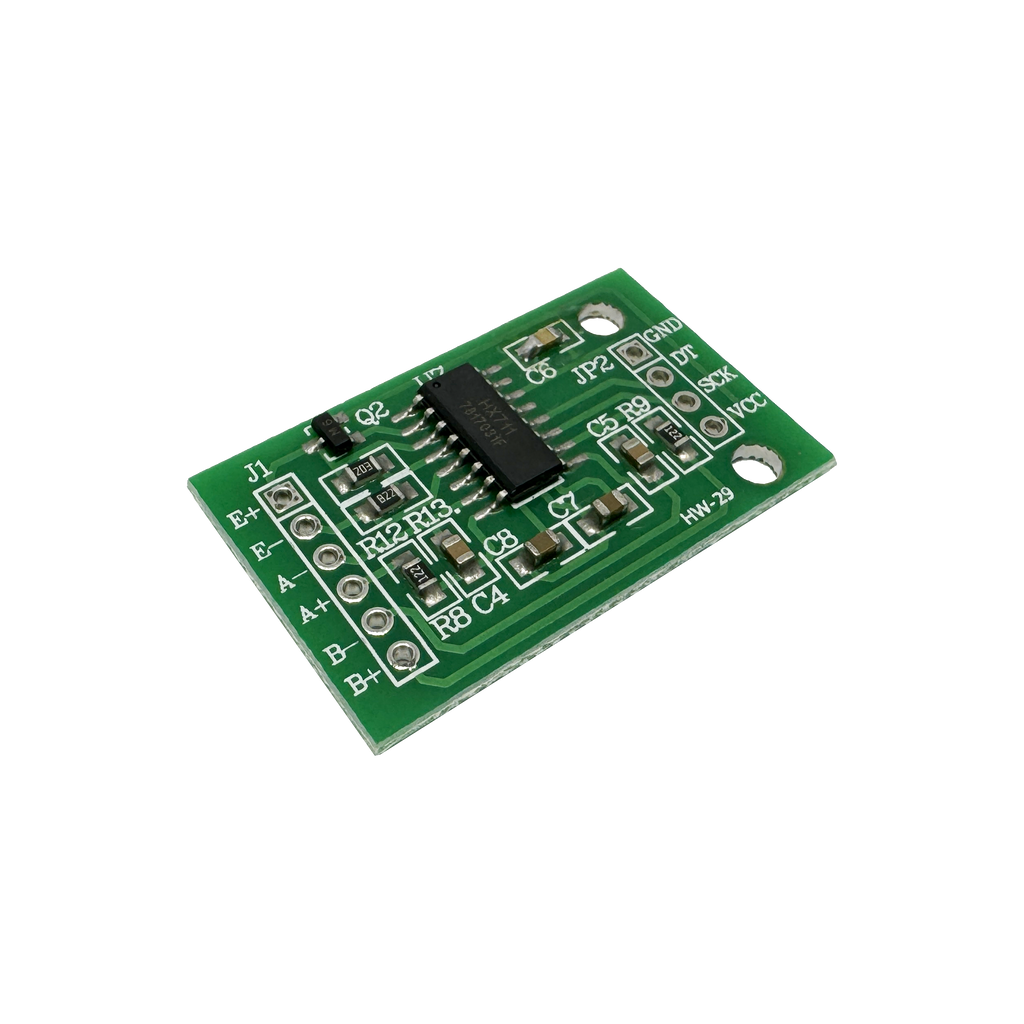 GND
DT
SCK
VCC
JP2
C6
HX711
7817031F
Q2
J1
203
822
R12 R13
C5 R9
122
C7
HW-29
C8
122
R8 C4
E+
E-
A-
A+
B-
B+